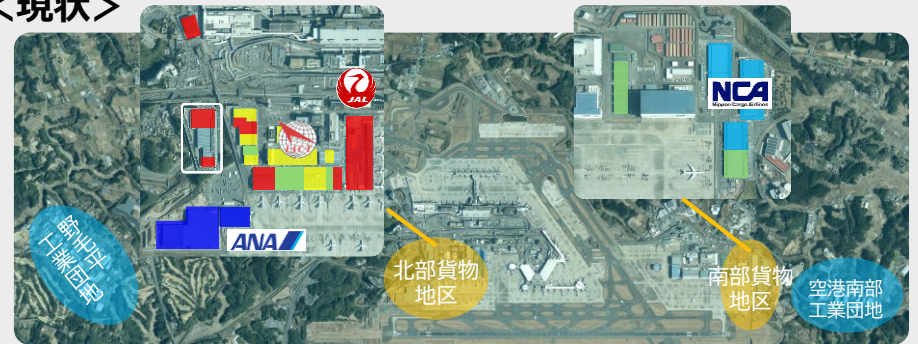 <現状>
JAL
NCA
Nippon Cargo Airlines
ANA
野毛平
工業団地
北部貨物
地区
南部貨物
地区
空港南部
工業団地